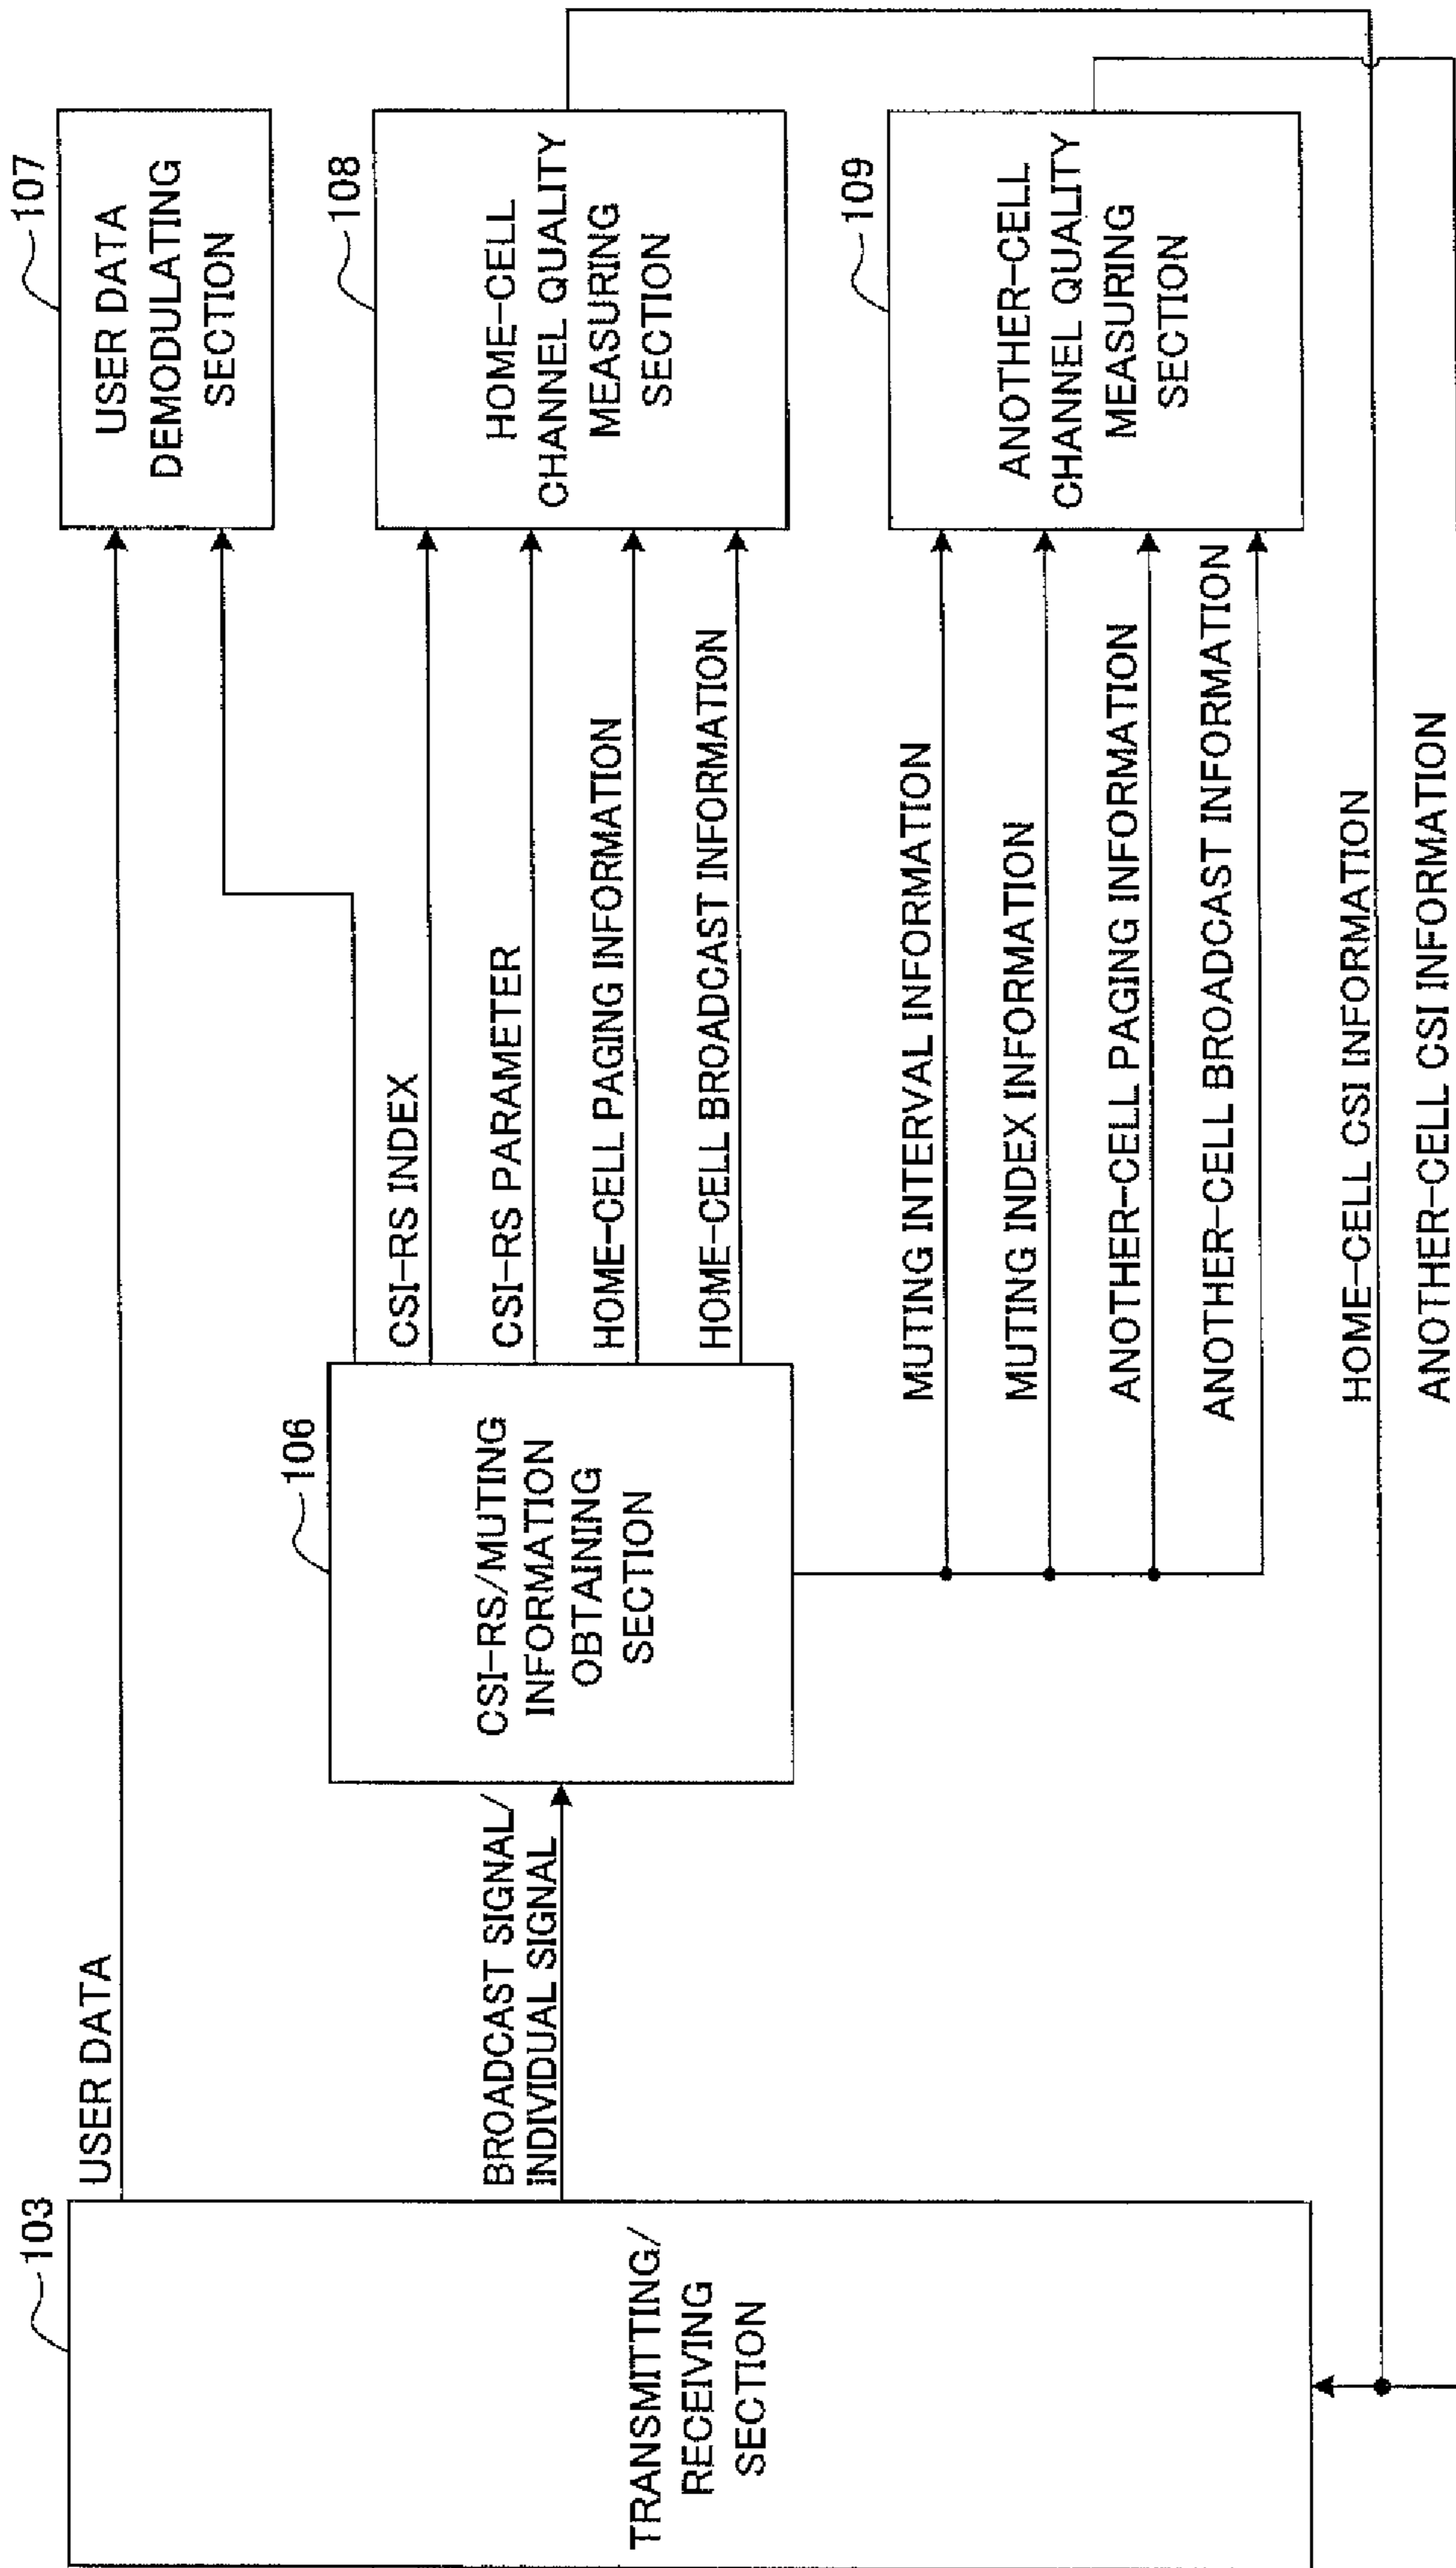 103
TRANSMITTING/
RECEIVING
SECTION
USER DATA
BROADCAST SIGNAL/
INDIVIDUAL SIGNAL
106
CSI-RS/MUTING
INFORMATION
OBTAINING
SECTION
CSI-RS INDEX
CSI-RS PARAMETER
HOME-CELL PAGING INFORMATION
HOME-CELL BROADCAST INFORMATION
MUTING INTERVAL INFORMATION
MUTING INDEX INFORMATION
ANOTHER-CELL PAGING INFORMATION
ANOTHER-CELL BROADCAST INFORMATION
HOME-CELL CSI INFORMATION
ANOTHER-CELL CSI INFORMATION
107
USER DATA
DEMODULATING
SECTION
108
HOME-CELL
CHANNEL QUALITY
MEASURING
SECTION
109
ANOTHER-CELL
CHANNEL QUALITY
MEASURING
SECTION